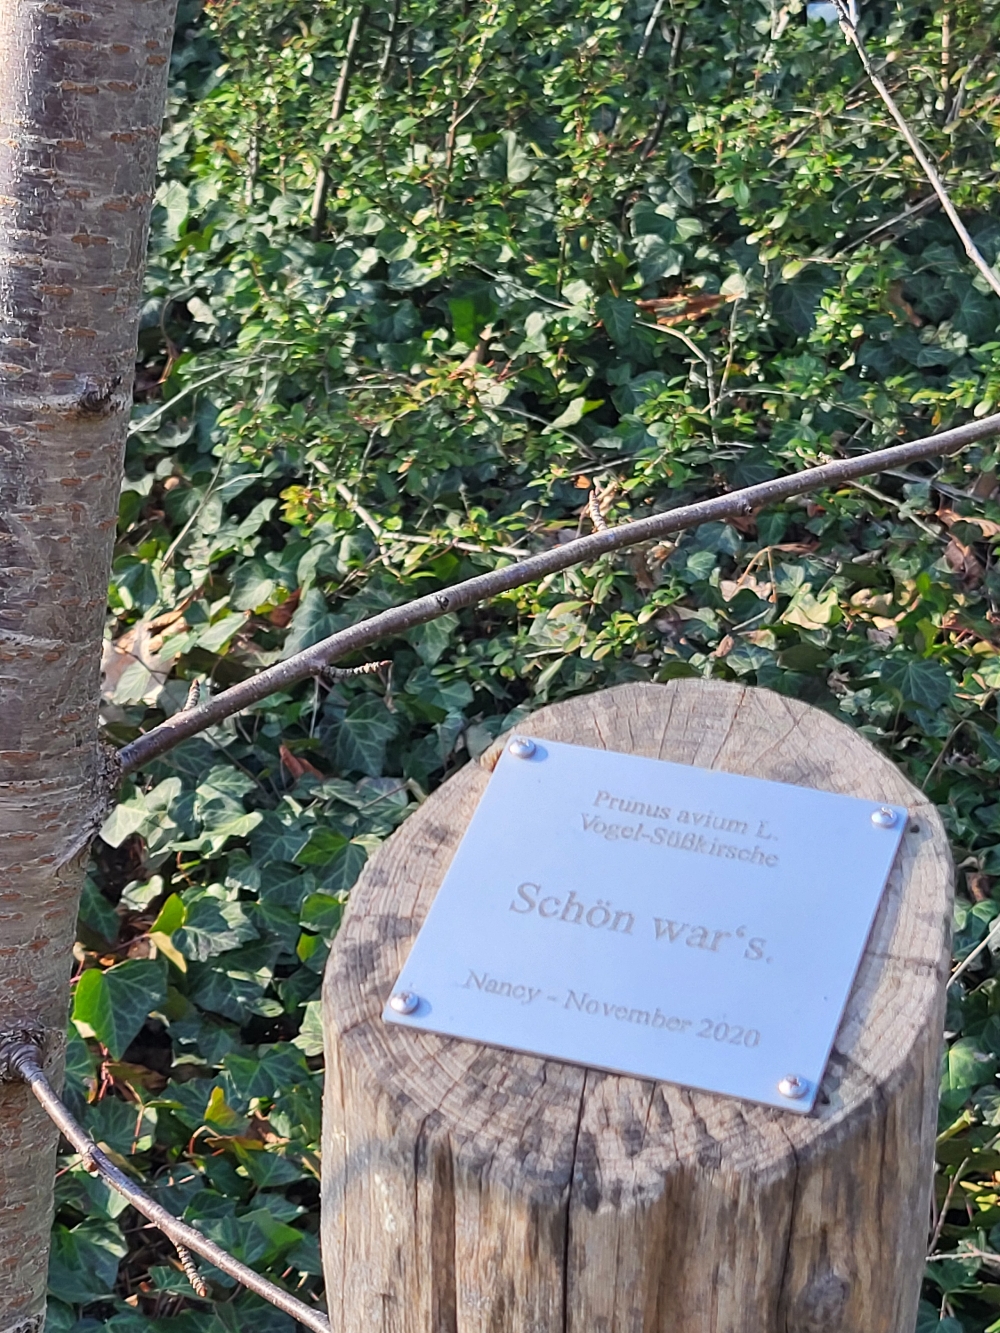 Prunus avium L.
Vogel-Süßkirsche
Schön war‘s.
Nancy - November 2020